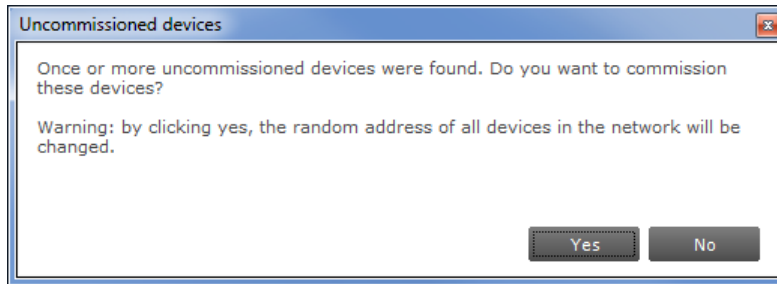 Uncommissioned devices
Once or more uncommissioned devices were found. Do you want to commission
these devices?
Warning: by clicking yes, the random address of all devices in the network will be
changed.
Yes No